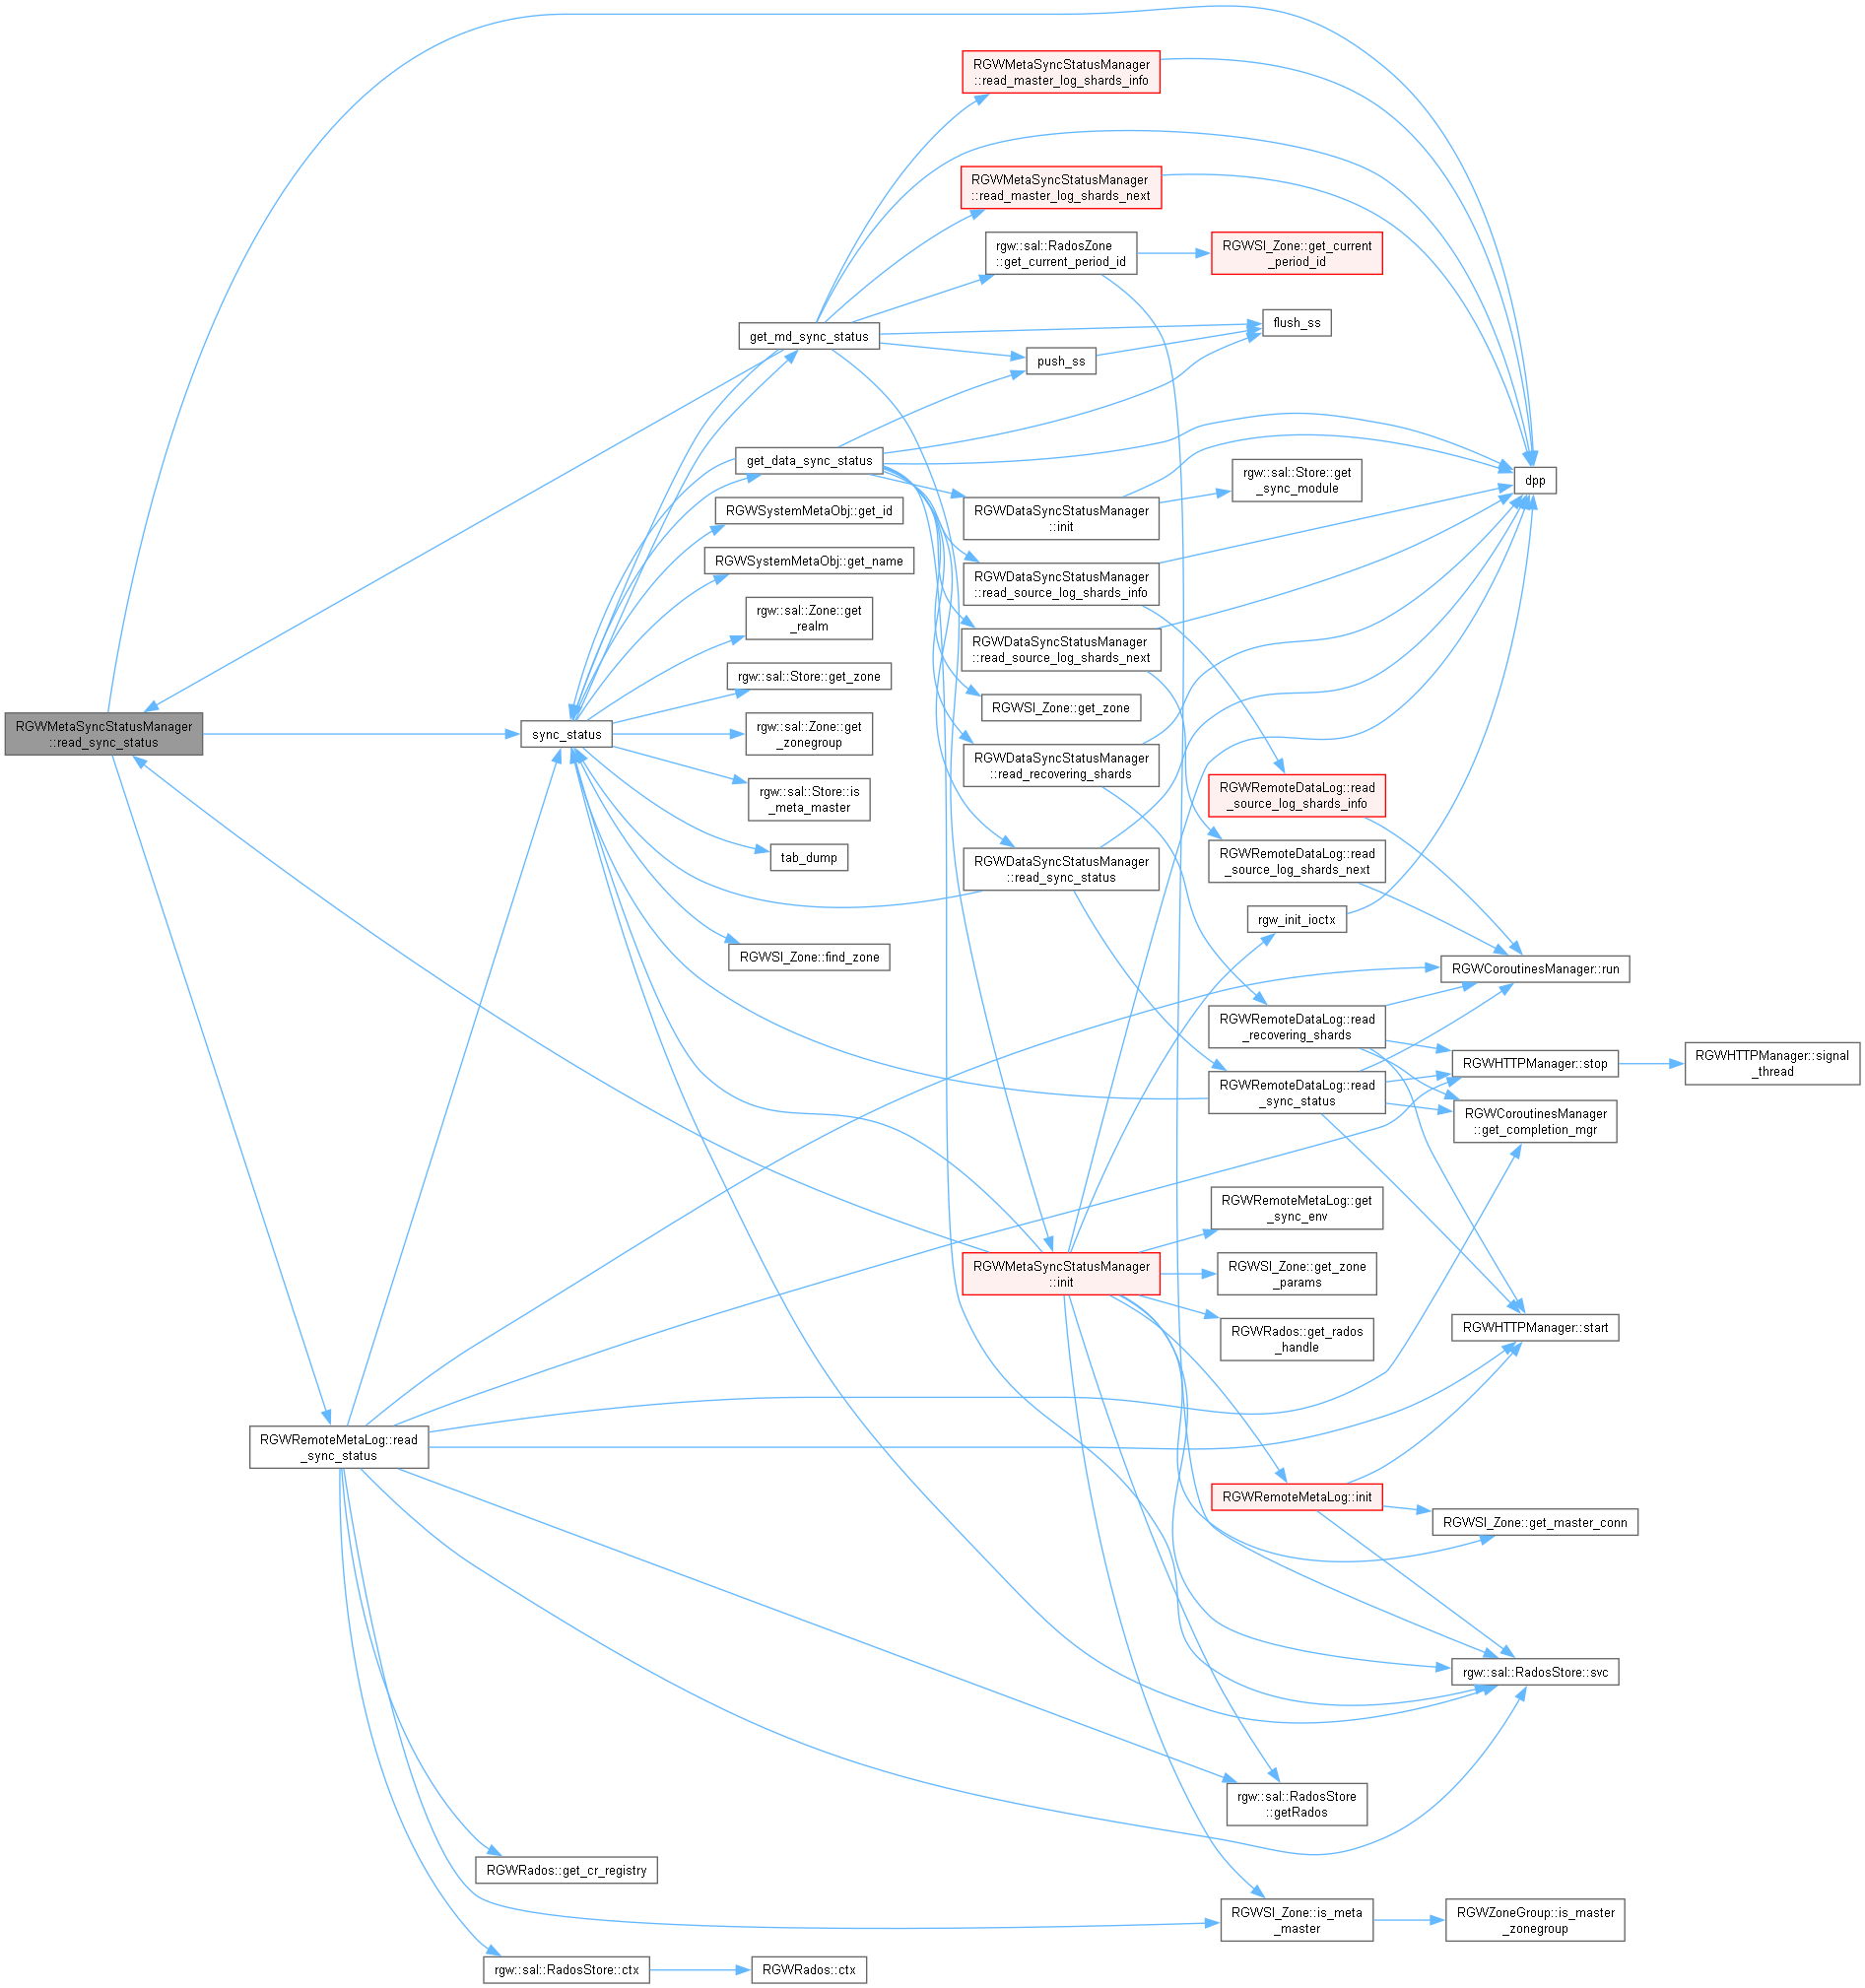 RGWMetaSyncStatusManager
::read_master_log_shards_info
RGWMetaSyncStatusManager
::read_master_log_shards_next
rgw::sal::RadosZone
::get_current_period_id
RGWSI_Zone::get_current
_period_id
flush_ss
get_md_sync_status
push_ss
get_data_sync_status
rgw::sal::Store::get
_sync_module
dpp
RGWSystemMetaObj::get_id
RGWDataSyncStatusManager
::init
RGWSystemMetaObj::get_name
RGWDataSyncStatusManager
::read_source_log_shards_info
rgw::sal::Zone::get
_realm
RGWDataSyncStatusManager
::read_source_log_shards_next
rgw::sal::Store::get_zone
RGWSI_Zone::get_zone
RGWMetaSyncStatusManager
::read_sync_status
sync_status
rgw::sal::Zone::get
_zonegroup
RGWDataSyncStatusManager
::read_recovering_shards
rgw::sal::Store::is
_meta_master
RGWRemoteDataLog::read
_source_log_shards_info
tab_dump
RGWDataSyncStatusManager
::read_sync_status
RGWRemoteDataLog::read
_source_log_shards_next
rgw_init_ioctx
RGWSI_Zone::find_zone
RGWCoroutinesManager::run
RGWRemoteDataLog::read
_recovering_shards
RGWHTTPManager::stop
RGWHTTPManager::signal
_thread
RGWRemoteDataLog::read
_sync_status
RGWCoroutinesManager
::get_completion_mgr
RGWRemoteMetaLog::get
_sync_env
RGWMetaSyncStatusManager
::init
RGWSI_Zone::get_zone
_params
RGWRados::get_rados
_handle
RGWHTTPManager::start
RGWRemoteMetaLog::read
_sync_status
RGWRemoteMetaLog::init
RGWSI_Zone::get_master_conn
rgw::sal::RadosStore::svc
rgw::sal::RadosStore
::getRados
RGWRados::get_cr_registry
RGWSI_Zone::is_meta
_master
RGWZoneGroup::is_master
_zonegroup
rgw::sal::RadosStore::ctx
RGWRados::ctx